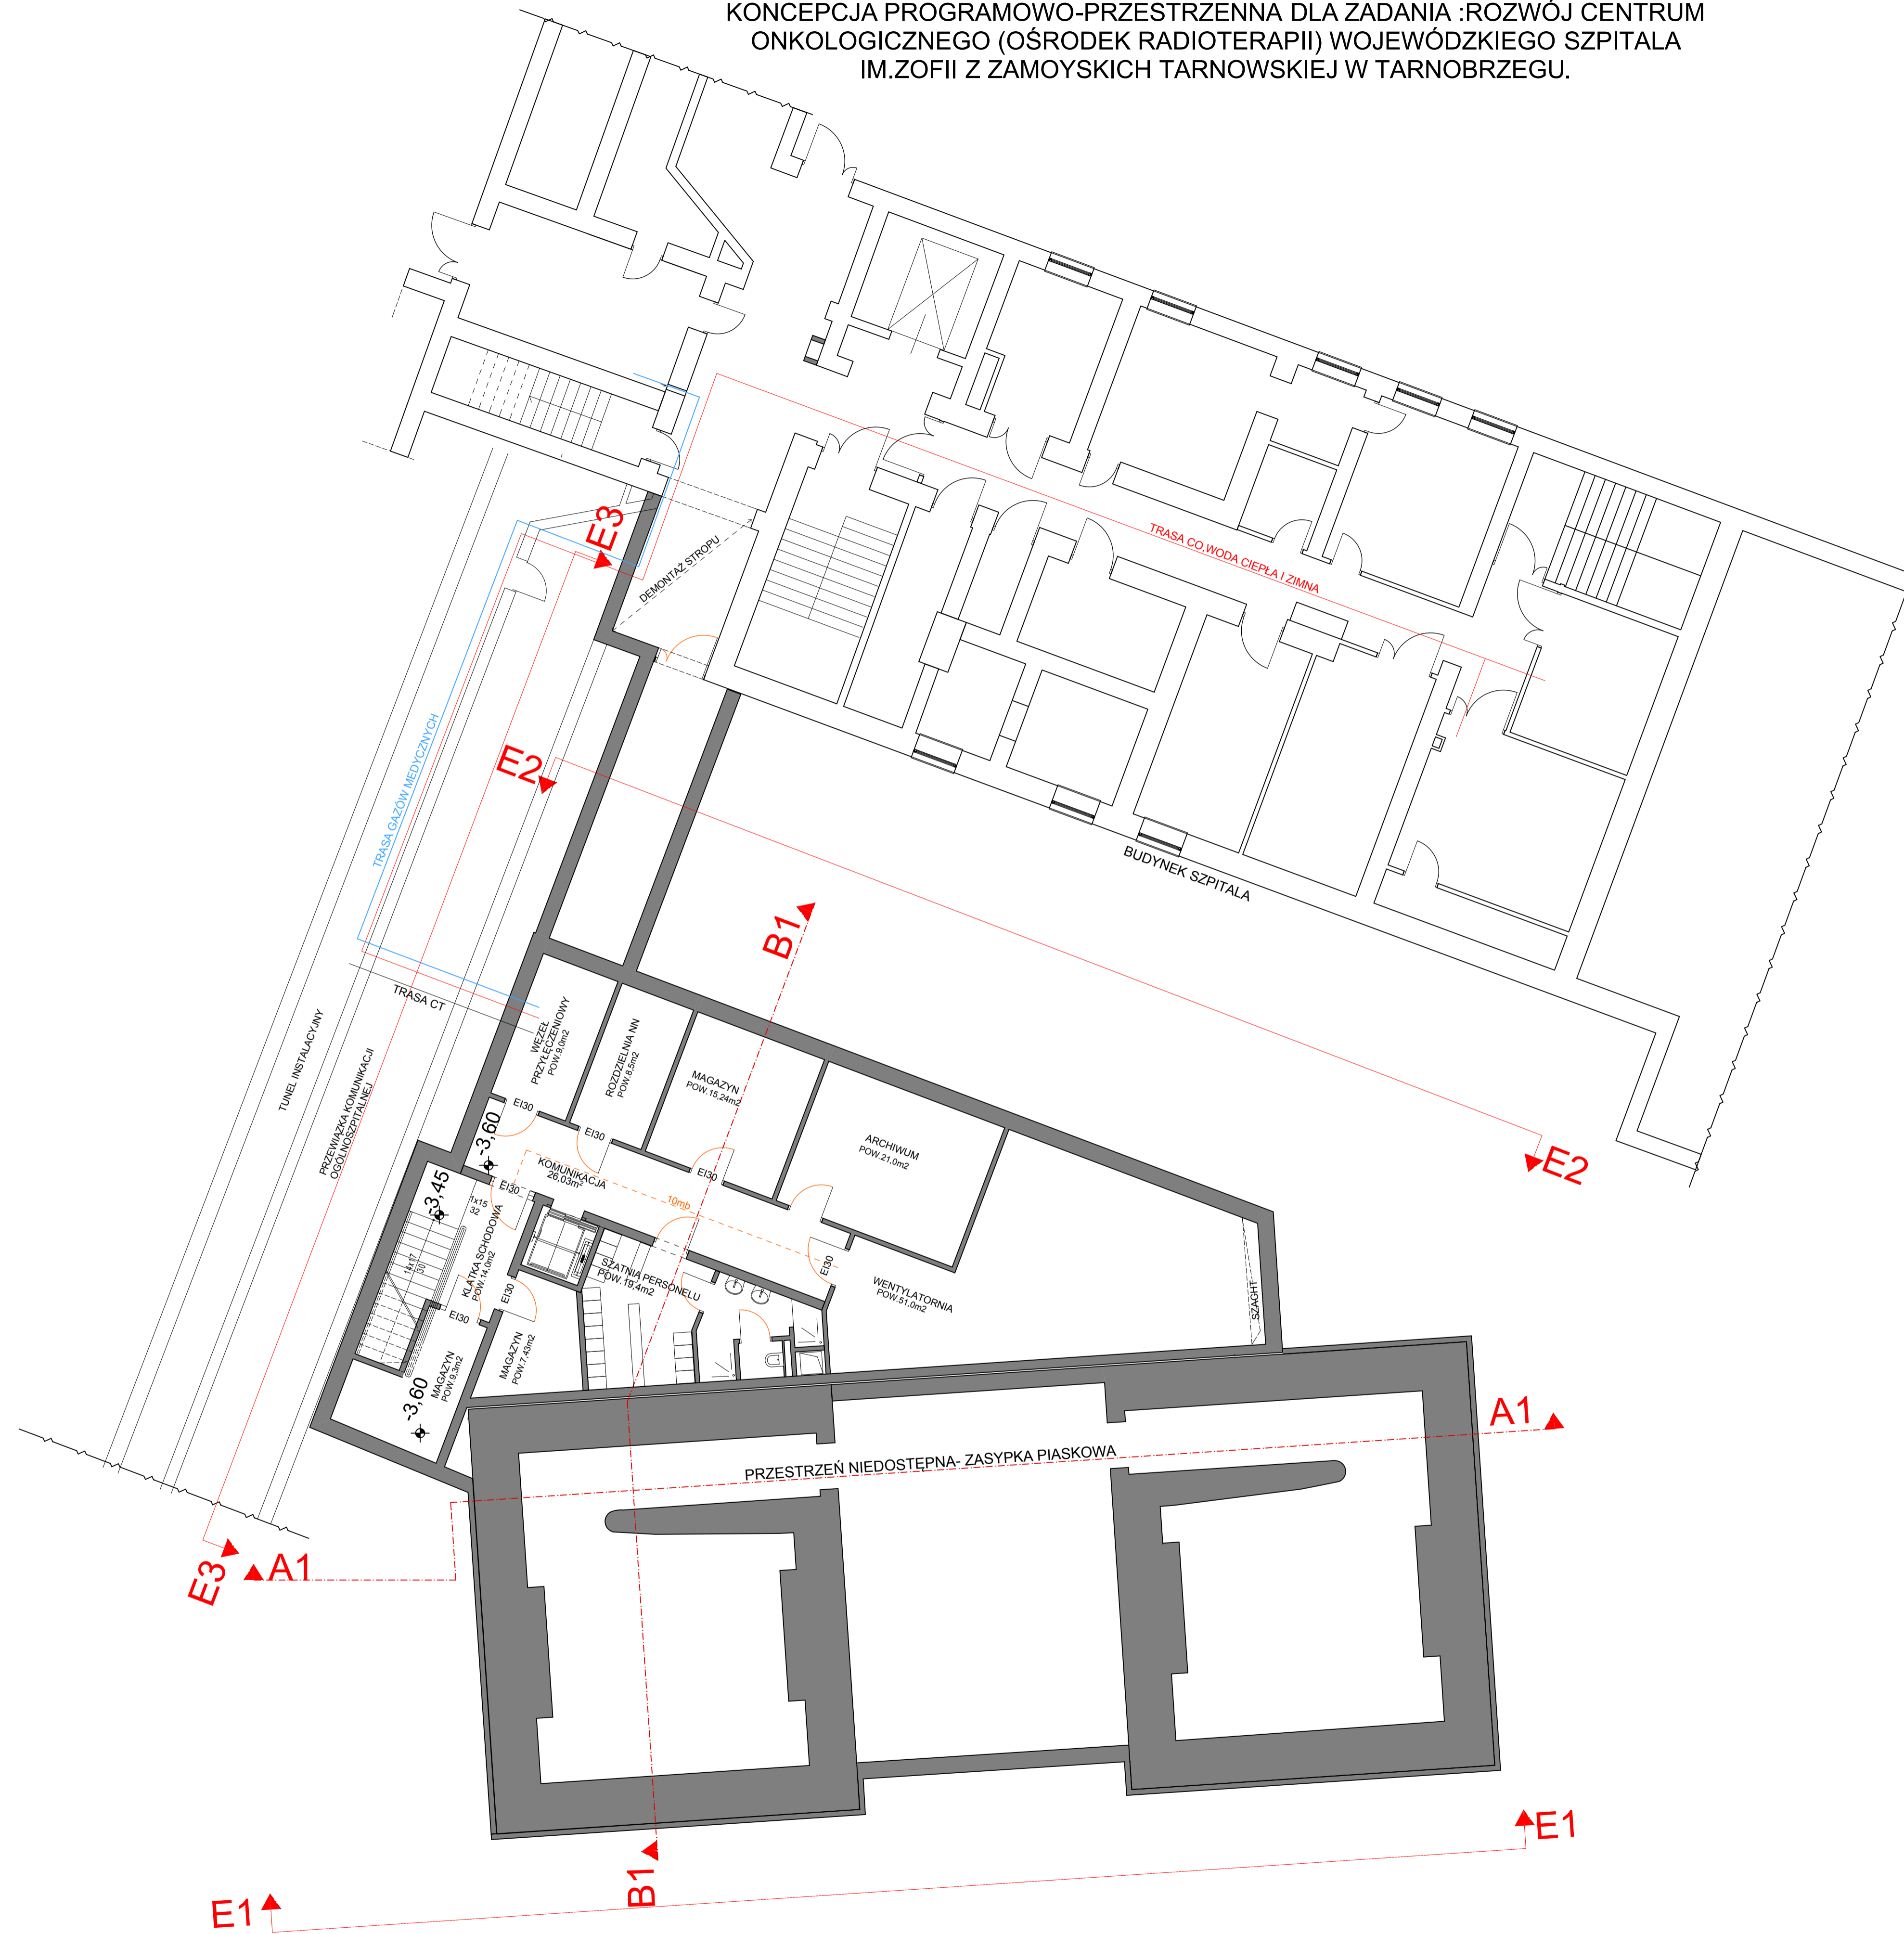 KONCEPCJA PROGRAMOWO-PRZESTRZENNA DLA ZADANIA :ROZWÓJ CENTRUM
ONKOLOGICZNEGO (OŚRODEK RADIOTERAPII) WOJEWÓDZKIEGO SZPITALA
IM.ZOFII Z ZAMOYSKICH TARNOWSKIEJ W TARNOBRZEGU.
E3
DEMONTAŻ STROPU
TRASA CO,WODA CIEPŁA I ZIMNA
TRASA GAZÓW MEDYCZNYCH
E2
BUDYNEK SZPITALA
B1
TRASA CT
TUNEL INSTALACYJNY
PRZEWIĄZKA KOMUNIKACJI
OGÓLNOSZPITALNEJ
WĘZEŁ
PRZYŁĘCZENIOWY
POW.9,0m2
ROZDZIELNIA NN
POW.8,5m2
MAGAZYN
POW.15,24m2
ARCHIWUM
POW.21,0m2
EI30
EI30
EI30
EI30
-3,60
KOMUNIKACJA
26,03m²
10mb
E2
-3,45
1x15
32
14x17
30
KLATKA SCHODOWA
POW.14,0m2
EI30
EI30
EI30
SZATNIA PERSONELU
POW.19,4m2
WENTYLATORNIA
POW.51,0m2
SZACHT
MAGAZYN
POW.7,43m2
MAGAZYN
POW.9,3m2
-3,60
A1
PRZESTRZEŃ NIEDOSTĘPNA- ZASYPKA PIASKOWA
E3
A1
B1
E1
E1